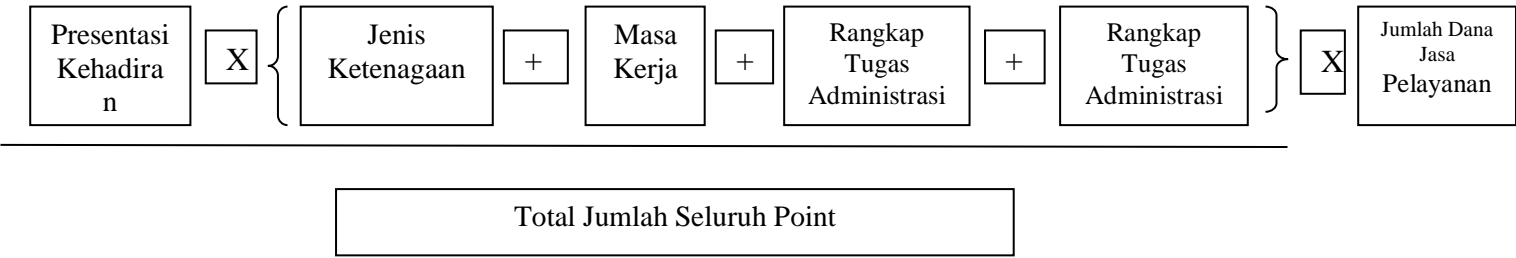 Presentasi
Kehadira
n
X
{
Jenis
Ketenagaan
+
Masa
Kerja
+
Rangkap
Tugas
Administrasi
+
Rangkap
Tugas
Administrasi
}
X
Jumlah Dana
Jasa
Pelayanan
Total Jumlah Seluruh Point